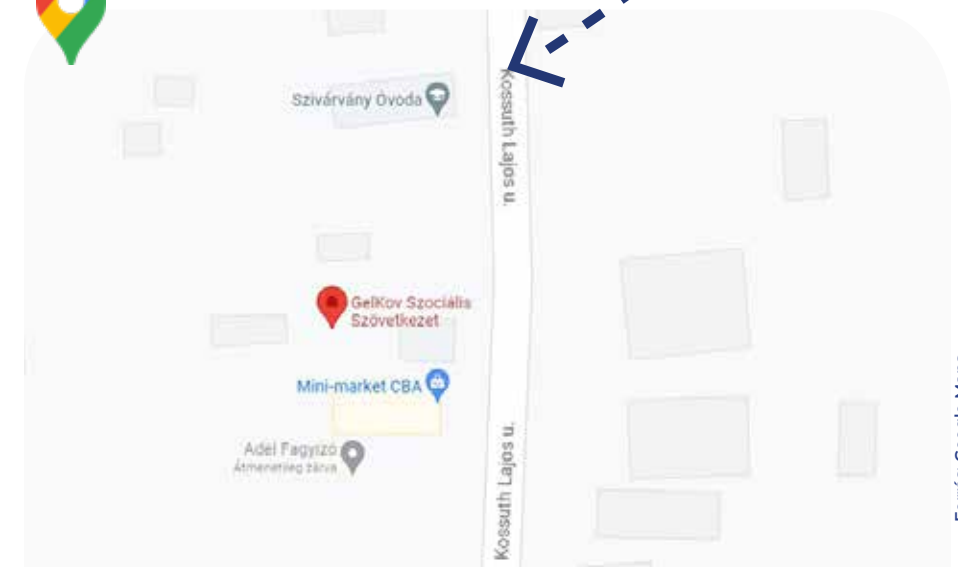 Szivárvány Óvoda
Kossuth Lajos u.
GelKov Szociális
Szövetkezet
Mini-market CBA
Adél Fagyizó
Átmenetileg zárva
Kossuth Lajos u.